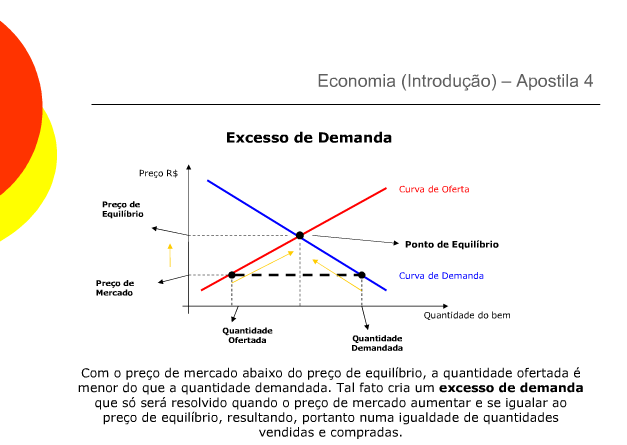 Economia (Introdução) – Apostila 4
Excesso de Demanda
Preço R$
Curva de Oferta
Preço de
Equilíbrio
Ponto de Equilíbrio
Preço de
Mercado
Curva de Demanda
Quantidade do bem
Quantidade
Ofertada
Quantidade
Demandada
Com o preço de mercado abaixo do preço de equilíbrio, a quantidade ofertada é
menor do que a quantidade demandada. Tal fato cria um excesso de demanda
que só será resolvido quando o preço de mercado aumentar e se igualar ao
preço de equilíbrio, resultando, portanto numa igualdade de quantidades
vendidas e compradas.